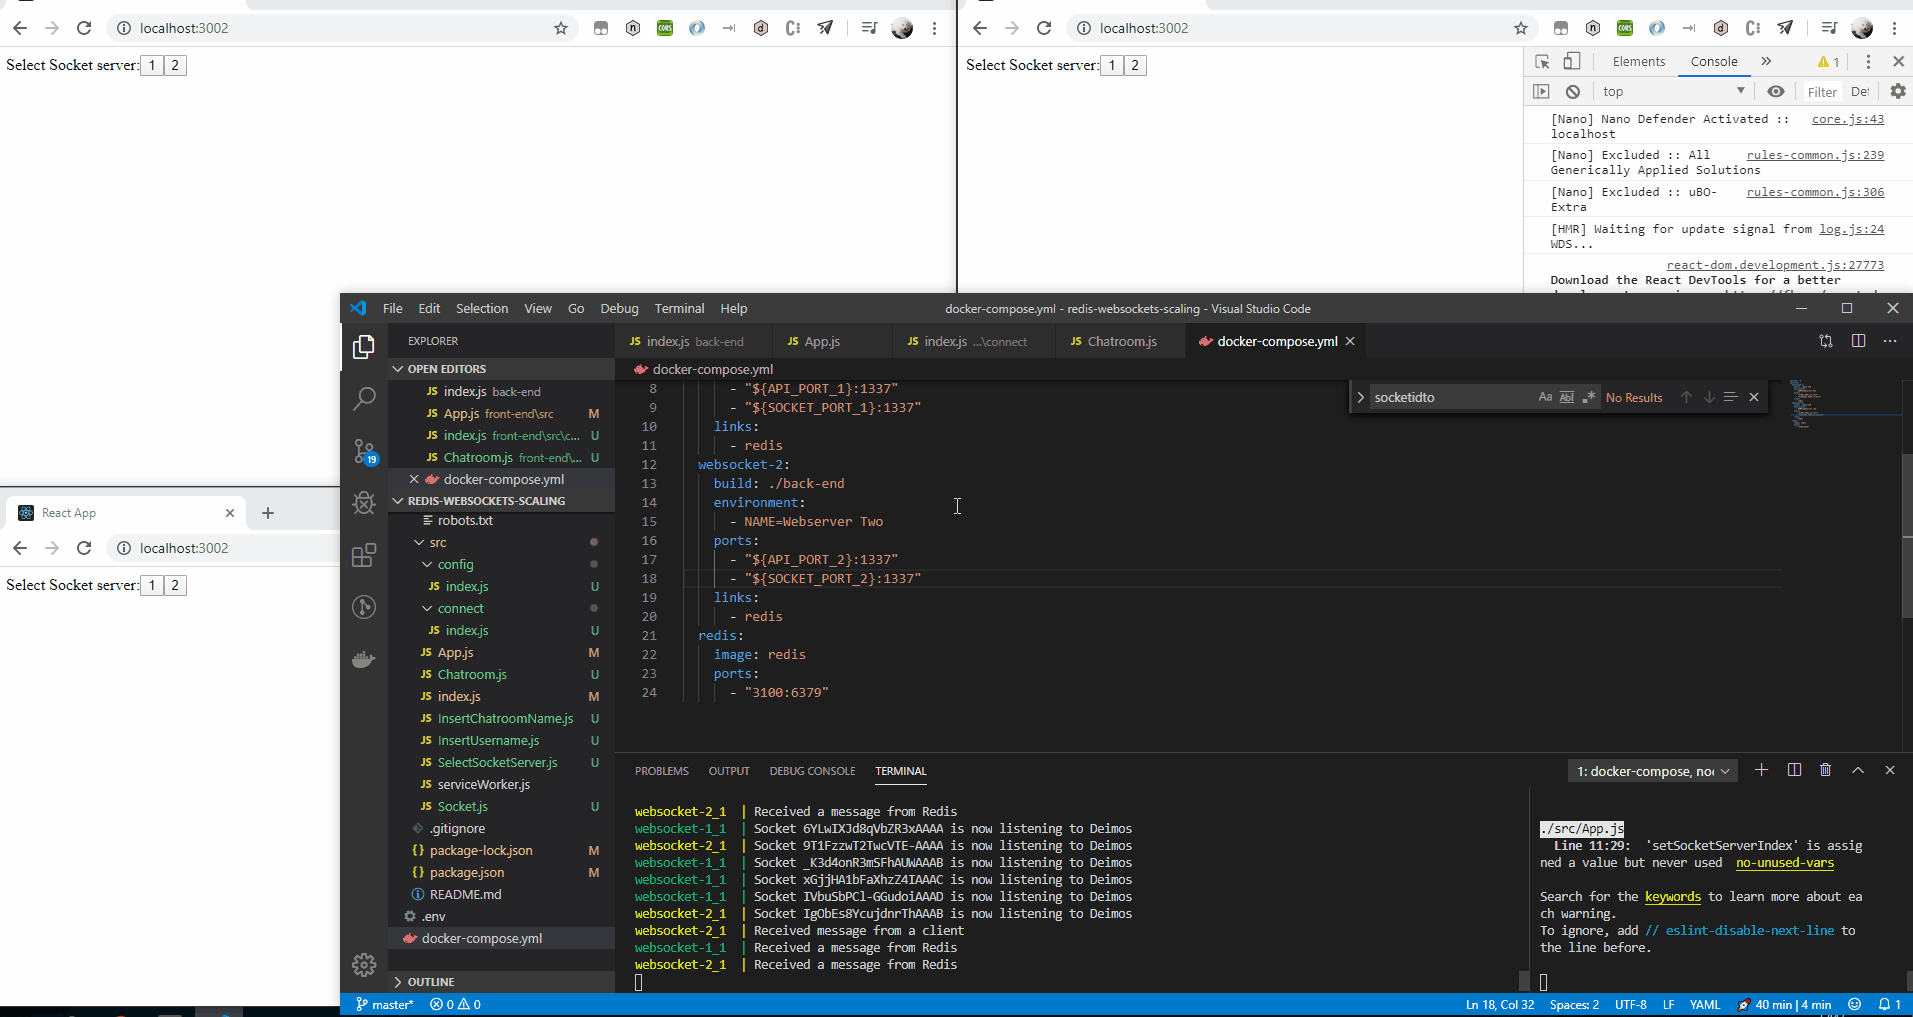 localhost:3002
Select Socket server: 1 2
localhost:3002
Select Socket server: 1 2
Elements Console » 1
top Filter
[Nano] Nano Defender Activated :: core.js:43
localhost
[Nano] Excluded :: All rules-common.js:239
Generically Applied Solutions
[Nano] Excluded :: uBO- rules-common.js:306
Extra
[HMR] Waiting for update signal from log.js:24
WDS...
react-dom.development.js:27773
Download the React DevTools for a better
React App
localhost:3002
Select Socket server: 1 2
File Edit Selection View Go Debug Terminal Help
docker-compose.yml - redis-websockets-scaling - Visual Studio Code
EXPLORER
OPEN EDITORS
JS index.js back-end
JS App.js front-end\src M
JS index.js front-end\src\c... U
JS Chatroom.js front-end\... U
docker-compose.yml
REDIS-WEBSOCKETS-SCALING
robots.txt
src
config
JS index.js U
connect
JS index.js U
JS App.js M
JS Chatroom.js U
JS index.js M
JS InsertChatroomName.js U
JS InsertUsername.js U
JS SelectSocketServer.js U
JS serviceWorker.js
JS Socket.js U
.gitignore
{} package-lock.json M
{} package.json M
README.md
.env
docker-compose.yml
OUTLINE
19
JS index.js back-end JS App.js JS index.js ...\connect JS Chatroom.js docker-compose.yml
docker-compose.yml
socketidto Aa Abl .* No Results
8 - "${API_PORT_1}:1337"
9 - "${SOCKET_PORT_1}:1337"
10 links:
11 - redis
12 websocket-2:
13 build: ./back-end
14 environment:
15 - NAME=Webserver Two
16 ports:
17 - "${API_PORT_2}:1337"
18 - "${SOCKET_PORT_2}:1337"
19 links:
20 - redis
21 redis:
22 image: redis
23 ports:
24 - "3100:6379"
PROBLEMS OUTPUT DEBUG CONSOLE TERMINAL
1: docker-compose, noc
websocket-2_1 | Received a message from Redis
websocket-1_1 | Socket 6YLwIXJd8qVbZR3xAAAA is now listening to Deimos
websocket-2_1 | Socket 9T1FzzwT2TwcVTE-AAAA is now listening to Deimos
websocket-1_1 | Socket _K3d4onR3mSFhAUWAAAB is now listening to Deimos
websocket-1_1 | Socket xGjjHA1bFaXhzZ4IAAAC is now listening to Deimos
websocket-1_1 | Socket IVbuSbPCl-GGudoiAAAD is now listening to Deimos
websocket-2_1 | Socket IgObEs8YcujdnrThAAAB is now listening to Deimos
websocket-2_1 | Received message from a client
websocket-1_1 | Received a message from Redis
websocket-2_1 | Received a message from Redis
./src/App.js
Line 11:29: 'setSocketServerIndex' is assig
ned a value but never used no-unused-vars
Search for the keywords to learn more about ea
ch warning.
To ignore, add // eslint-disable-next-line to
the line before.
master* 0 0
Ln 18, Col 32 Spaces: 2 UTF-8 LF YAML 40 min | 4 min 1